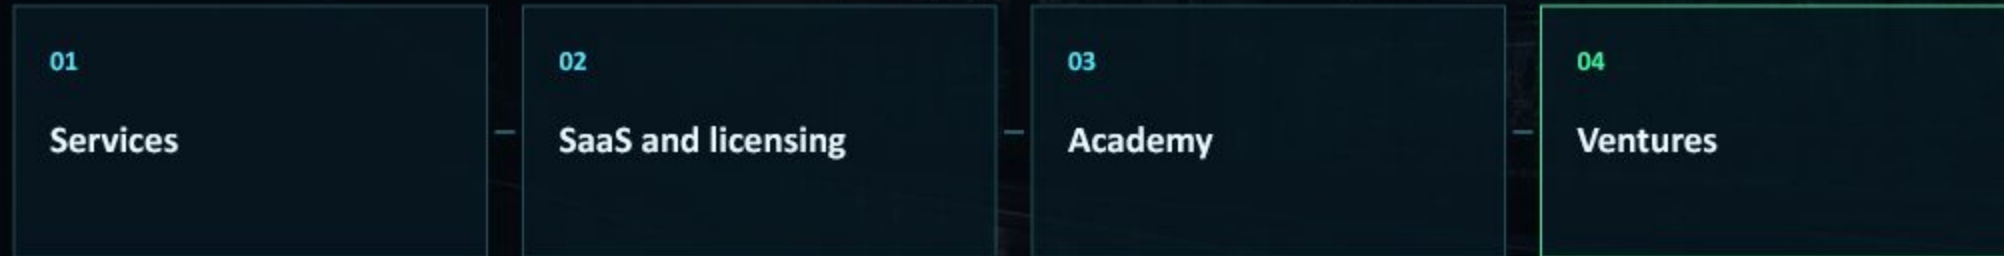 01
Services
02
SaaS and licensing
03
Academy
04
Ventures